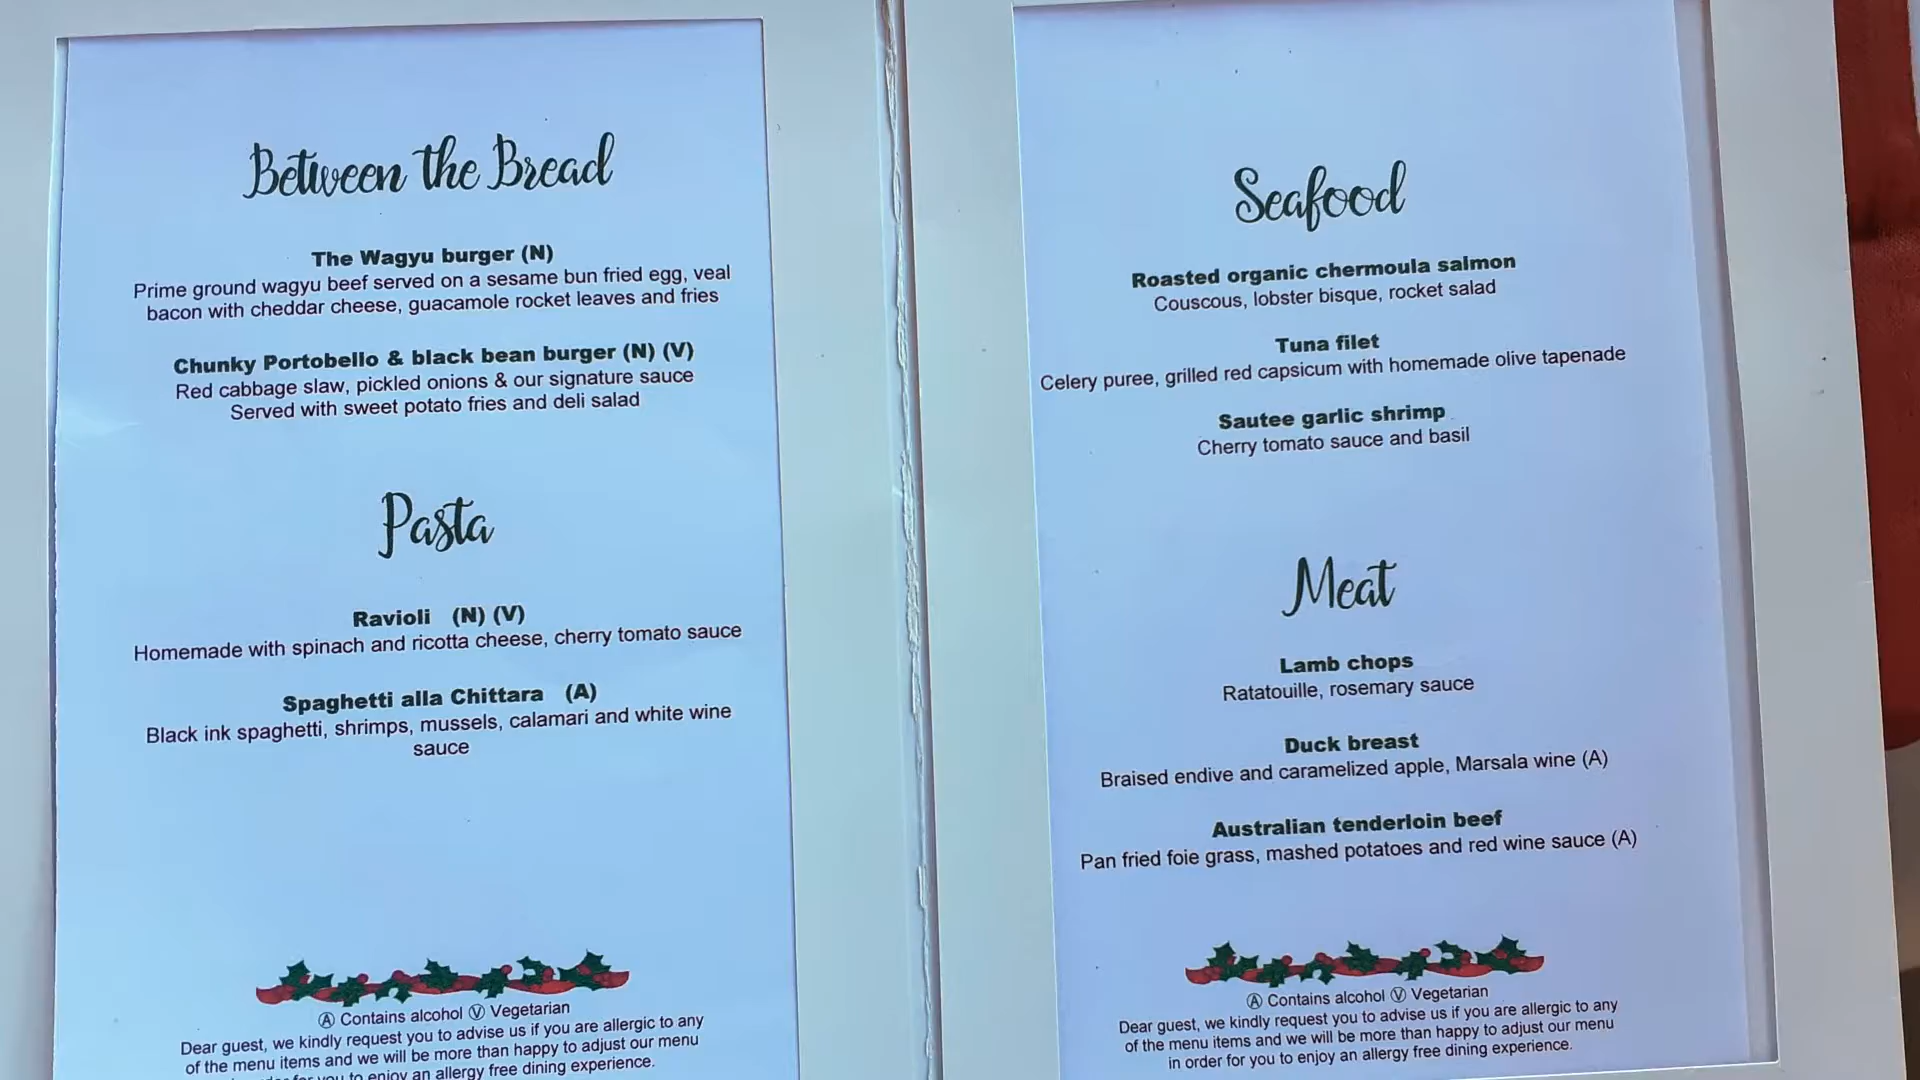 Between the Bread
The Wagyu burger (N)
Prime ground wagyu beef served on a sesame bun fried egg, veal
bacon with cheddar cheese, guacamole rocket leaves and fries
Chunky Portobello & black bean burger (N) (V)
Red cabbage slaw, pickled onions & our signature sauce
Served with sweet potato fries and deli salad
Pasta
Ravioli (N) (V)
Homemade with spinach and ricotta cheese, cherry tomato sauce
Spaghetti alla Chittara (A)
Black ink spaghetti, shrimps, mussels, calamari and white wine
sauce
Ⓐ Contains alcohol Ⓥ Vegetarian
Dear guest, we kindly request you to advise us if you are allergic to any
of the menu items and we will be more than happy to adjust our menu
for you to enjoy an allergy free dining experience.
Seafood
Roasted organic chermoula salmon
Couscous, lobster bisque, rocket salad
Tuna filet
Celery puree, grilled red capsicum with homemade olive tapenade
Sautee garlic shrimp
Cherry tomato sauce and basil
Meat
Lamb chops
Ratatouille, rosemary sauce
Duck breast
Braised endive and caramelized apple, Marsala wine (A)
Australian tenderloin beef
Pan fried foie grass, mashed potatoes and red wine sauce (A)
Ⓐ Contains alcohol Ⓥ Vegetarian
Dear guest, we kindly request you to advise us if you are allergic to any
of the menu items and we will be more than happy to adjust our menu
in order for you to enjoy an allergy free dining experience.